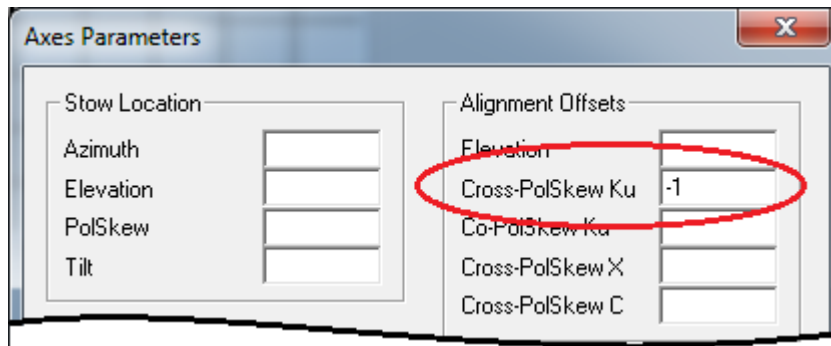 Axes Parameters
Stow Location
Azimuth
Elevation
PolSkew
Tilt
Alignment Offsets
Elevation
Cross-PolSkew Ku -1
Co-PolSkew Ku
Cross-PolSkew X
Cross-PolSkew C